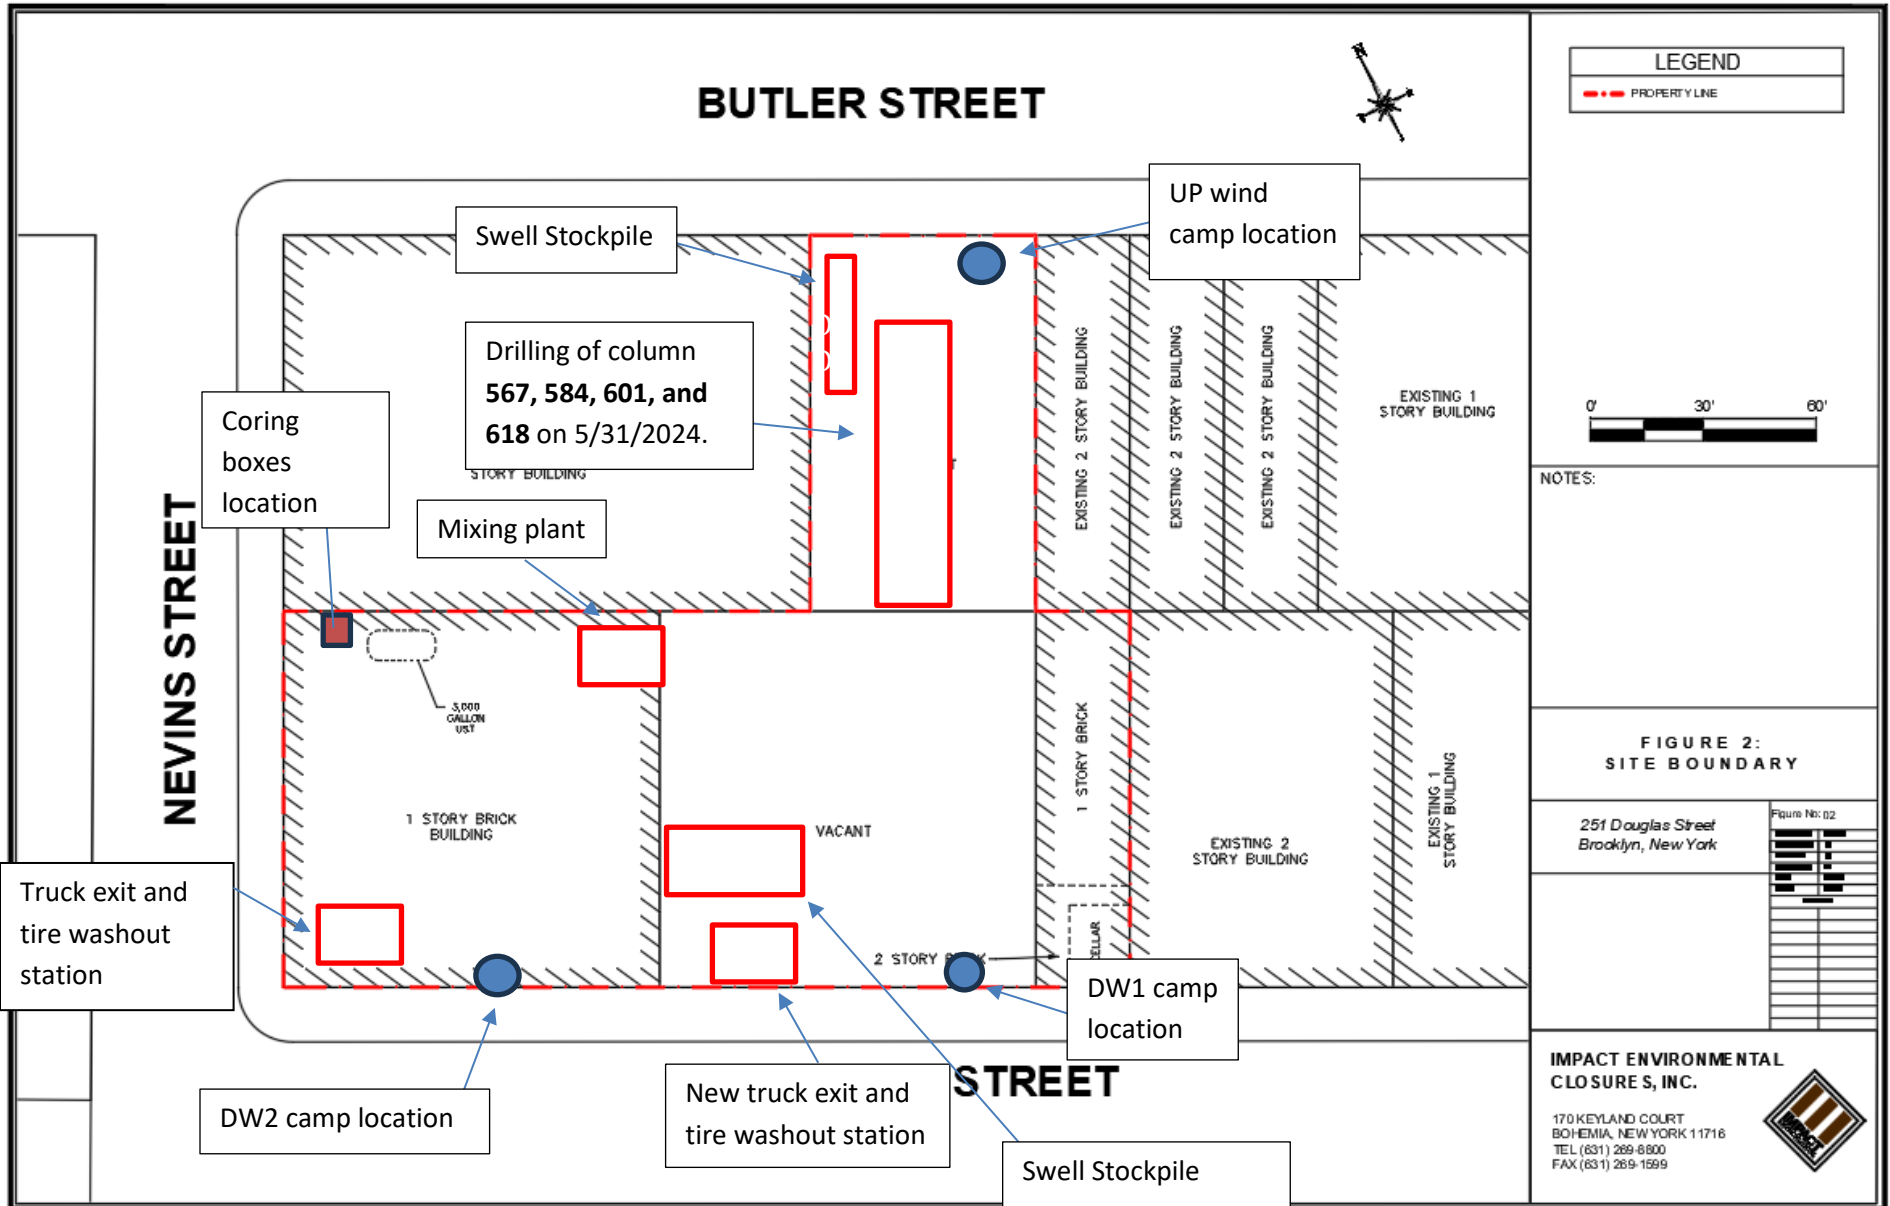 BUTLER STREET
N
LEGEND
PROPERTY LINE
UP wind
camp location
Swell Stockpile
Drilling of column
567, 584, 601, and
618 on 5/31/2024.
STORY BUILDING
Coring
boxes
location
Mixing plant
NEVINS STREET
EXISTING 2 STORY BUILDING
EXISTING 2 STORY BUILDING
EXISTING 2 STORY BUILDING
EXISTING 1
STORY BUILDING
0' 30' 60'
NOTES:
3,000
GALLON
UST
1 STORY BRICK
BUILDING
VACANT
1 STORY BRICK
EXISTING 2
STORY BUILDING
EXISTING 1
STORY BUILDING
2 STORY
CELLAR
Truck exit and
tire washout
station
DW1 camp
location
DW2 camp location
New truck exit and
tire washout station
STREET
Swell Stockpile
FIGURE 2:
SITE BOUNDARY
251 Douglas Street
Brooklyn, New York
Figure No: 02
IMPACT ENVIRONMENTAL
CLOSURES, INC.
170 KEYLAND COURT
BOHEMIA, NEW YORK 11716
TEL (631) 269-8800
FAX (631) 269-1599